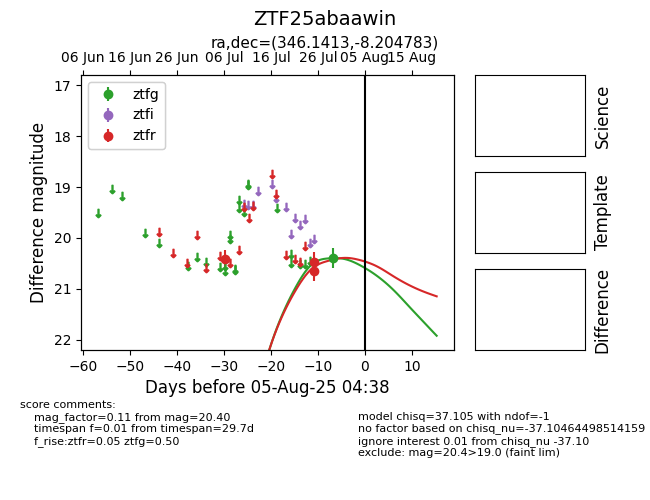 ZTF25abaawin
ra,dec=(346.1413,-8.204783)
06 Jun 16 Jun 26 Jun 06 Jul 16 Jul 26 Jul 05 Aug 15 Aug
ztfg
ztfi
ztfr
17
18
19
20
21
22
Difference magnitude
−60 −50 −40 −30 −20 −10 0 10
Days before 05-Aug-25 04:38
Science
Template
Difference
score comments:
mag_factor=0.11 from mag=20.40
timespan f=0.01 from timespan=29.7d
f_rise:ztfr=0.05 ztfg=0.50
model chisq=37.105 with ndof=-1
no factor based on chisq_nu=-37.10464498514159
ignore interest 0.01 from chisq_nu -37.10
exclude: mag=20.4>19.0 (faint lim)